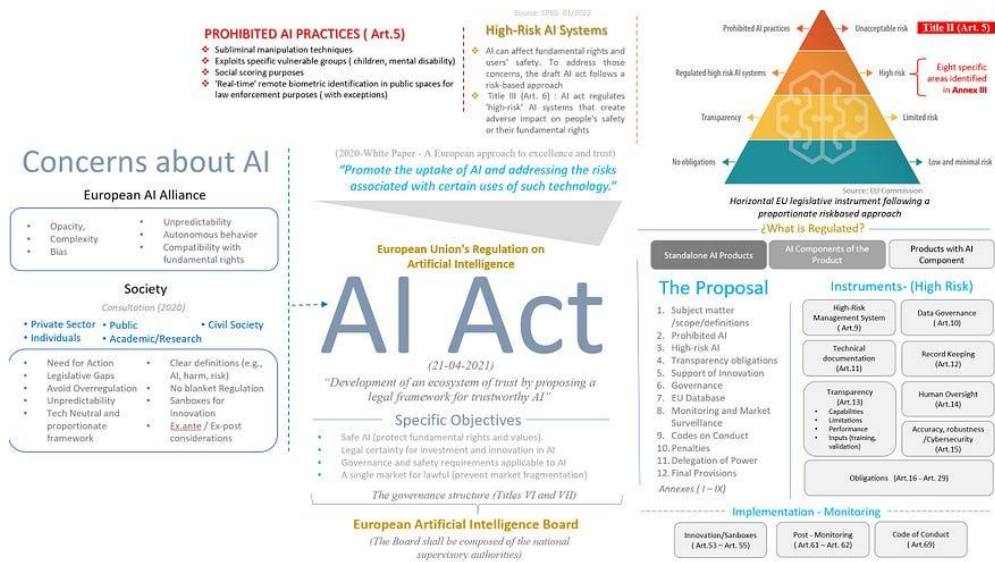 Source: EPRS 01/2022
PROHIBITED AI PRACTICES ( Art.5)
Subliminal manipulation techniques
Exploits specific vulnerable groups ( children, mental disability)
Social scoring purposes
'Real-time' remote biometric identification in public spaces for
law enforcement purposes ( with exceptions)
High-Risk AI Systems
AI can affect fundamental rights and
users' safety. To address those
concerns, the draft AI act follows a
risk-based approach
Title III (Art. 6) : AI act regulates
'high-risk' AI systems that create
adverse impact on people's safety
or their fundamental rights
Prohibited AI practices
Unacceptable risk
Title II (Art. 5)
Regulated high risk AI systems
High risk
Eight specific
areas identified
in Annex III
Transparency
Limited risk
No obligations
Low and minimal risk
Source: EU Commission
Horizontal EU legislative instrument following a
proportionate riskbased approach
Concerns about AI
European AI Alliance
Opacity,
Complexity
Bias
Unpredictability
Autonomous behavior
Compatibility with
fundamental rights
Society
Consultation (2020)
Private Sector
Public
Civil Society
Individuals
Academic/Research
Need for Action
Legislative Gaps
Avoid Overregulation
Unpredictability
Tech Neutral and
proportionate
framework
Clear definitions (e.g.,
AI, harm, risk)
No blanket Regulation
Sanboxes for
Innovation
Ex.ante / Ex-post
considerations
(2020-White Paper - A European approach to excellence and trust)
"Promote the uptake of AI and addressing the risks
associated with certain uses of such technology."
European Union's Regulation on
Artificial Intelligence
AI Act
(21-04-2021)
"Development of an ecosystem of trust by proposing a
legal framework for trustworthy AI"
Specific Objectives
Safe AI (protect fundamental rights and values).
Legal certainty for investment and innovation in AI
Governance and safety requirements applicable to AI
A single market for lawful (prevent market fragmentation)
The governance structure (Titles VI and VII)
European Artificial Intelligence Board
(The Board shall be composed of the national
supervisory authorities)
¿What is Regulated?
Standalone AI Products
AI Components of the
Product
Products with AI
Component
The Proposal
1. Subject matter
/scope/definitions
2. Prohibited AI
3. High-risk AI
4. Transparency obligations
5. Support of Innovation
6. Governance
7. EU Database
8. Monitoring and Market
Surveillance
9. Codes on Conduct
10. Penalties
11. Delegation of Power
12. Final Provisions
Annexes ( I – IX)
Instruments- (High Risk)
High-Risk
Management System
( Art.9)
Data Governance
( Art.10)
Technical
documentation
(Art.11)
Record Keeping
(Art.12)
Transparency
(Art.13)
Capabilities
Limitations
Performance
Inputs (training,
validation)
Human Oversight
(Art.14)
Accuracy, robustness
/Cybersecurity
(Art.15)
Obligations (Art.16 - Art. 29)
Implementation - Monitoring
Innovation/Sanboxes
(Art.53 – Art. 55)
Post - Monitoring
(Art.61 – Art. 62)
Code of Conduct
(Art.69)